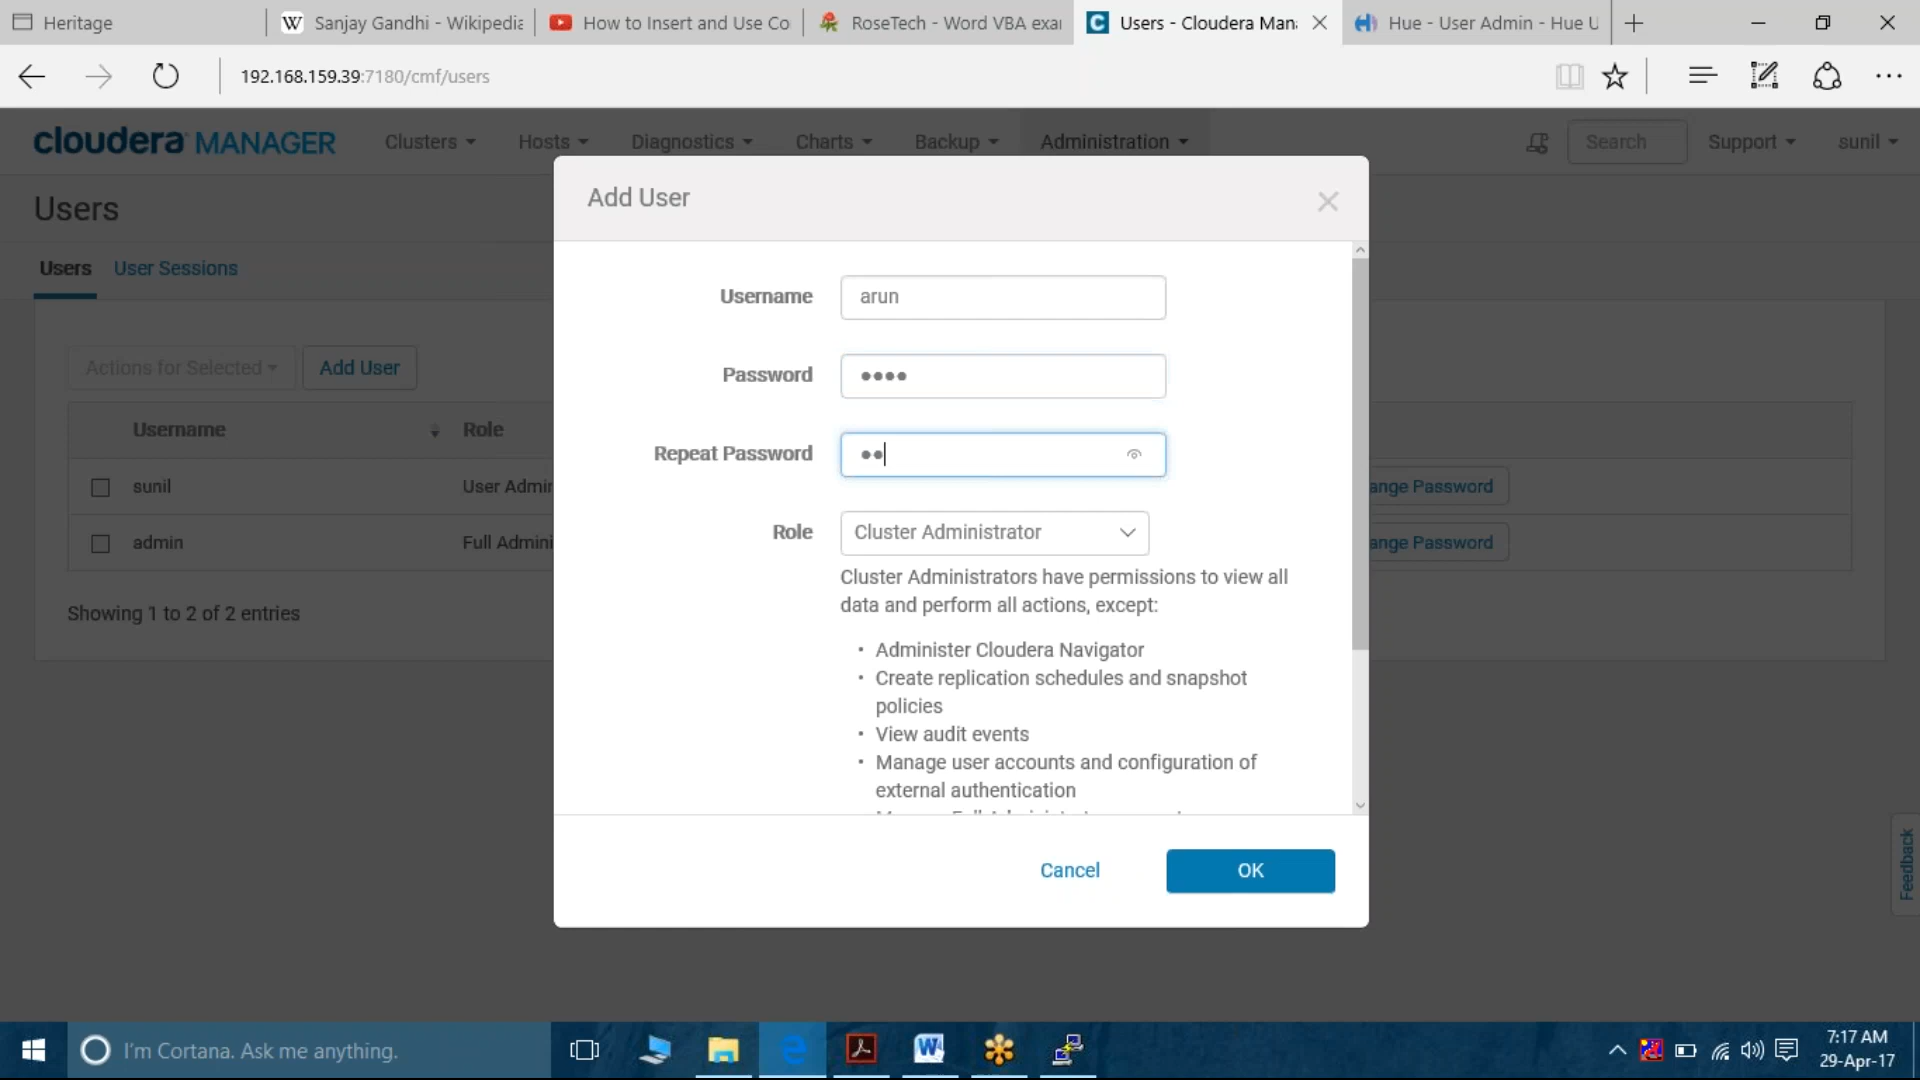 Heritage
Sanjay Gandhi - Wikipedia
How to Insert and Use Co
RoseTech - Word VBA exar
Users - Cloudera Man
Hue - User Admin - Hue U
192.168.159.39:7180/cmf/users
cloudera MANAGER
Clusters
Hosts
Diagnostics
Charts
Backup
Administration
Search
Support
sunil
Users
Users
User Sessions
Actions for Selected
Add User
Username
Role
sunil
User Admin
ange Password
admin
Full Admini
ange Password
Showing 1 to 2 of 2 entries
Add User
Username
arun
Password
••••
Repeat Password
••
Role
Cluster Administrator
Cluster Administrators have permissions to view all
data and perform all actions, except:
• Administer Cloudera Navigator
• Create replication schedules and snapshot
policies
• View audit events
• Manage user accounts and configuration of
external authentication
Cancel
OK
Feedback
I'm Cortana. Ask me anything.
7:17 AM
29-Apr-17